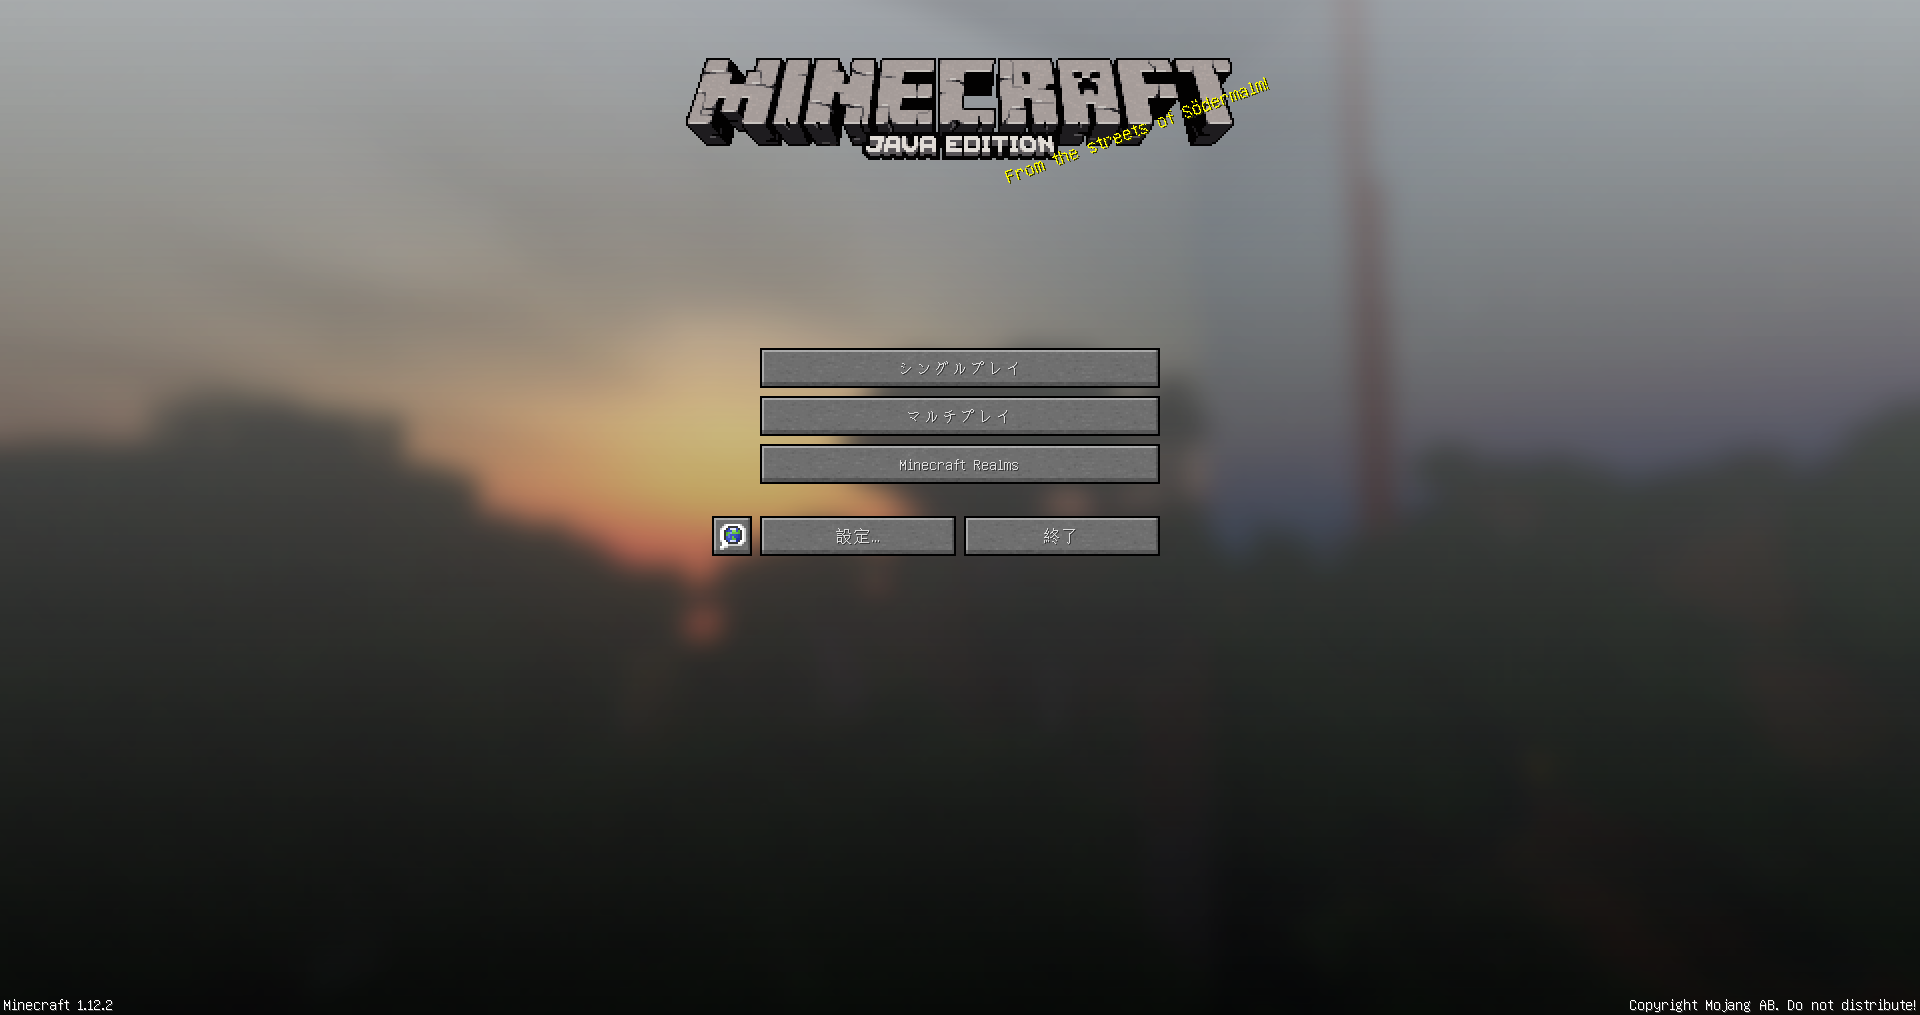 MINECRAFT
JAVA EDITION
From the streets of Södermalm!
シングルプレイ
マルチプレイ
Minecraft Realms
設定...
終了
Minecraft 1.12.2
Copyright Mojang AB. Do not distribute!